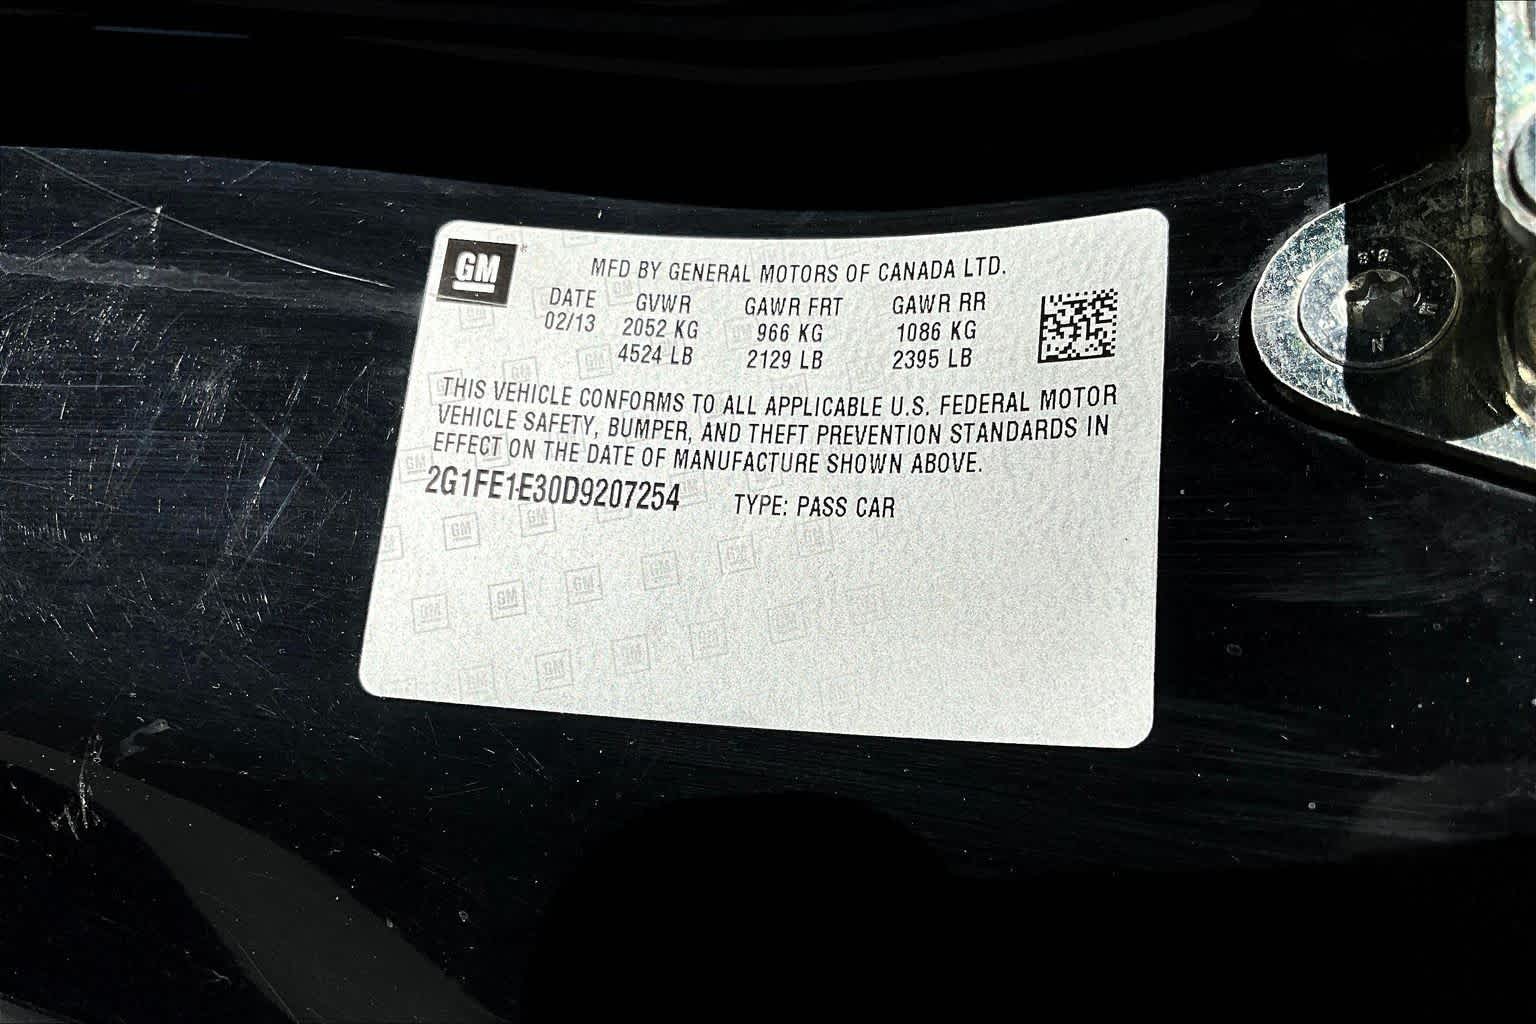 GM
MFD BY GENERAL MOTORS OF CANADA LTD.
DATE GVWR GAWR FRT GAWR RR
02/13 2052 KG 966 KG 1086 KG
4524 LB 2129 LB 2395 LB
THIS VEHICLE CONFORMS TO ALL APPLICABLE U.S. FEDERAL MOTOR
VEHICLE SAFETY, BUMPER, AND THEFT PREVENTION STANDARDS IN
EFFECT ON THE DATE OF MANUFACTURE SHOWN ABOVE.
2G1FE1E30D9207254 TYPE: PASS CAR
8.8